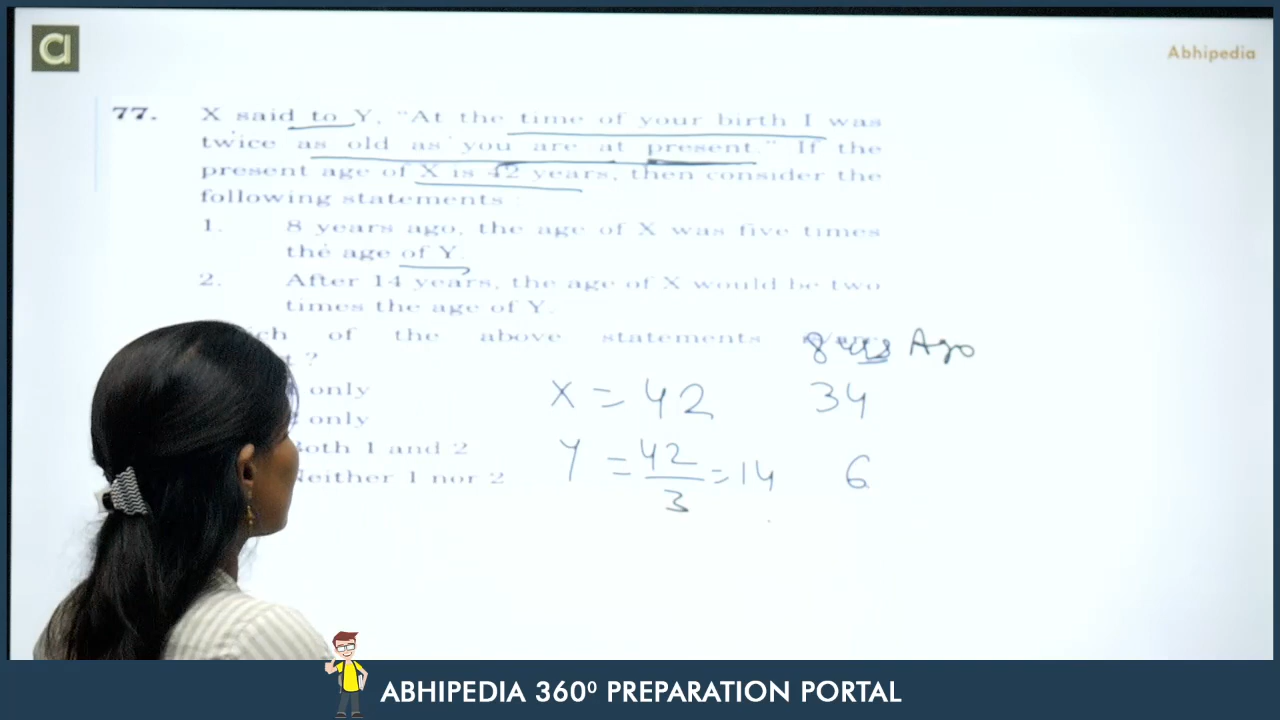 Abhipedia
77. X said to Y, "At the time of your birth I was
twice as old as you are at present." If the
present age of X is 42 years, then consider the
following statements :
1. 8 years ago, the age of X was five times
the age of Y.
2. After 14 years, the age of X would be two
times the age of Y.
of the above statements
?
only
only
Both 1 and 2
Neither 1 nor 2
8 yrs Ago
X = 42 34
Y = 42/3 = 14 6
ABHIPEDIA 360⁰ PREPARATION PORTAL